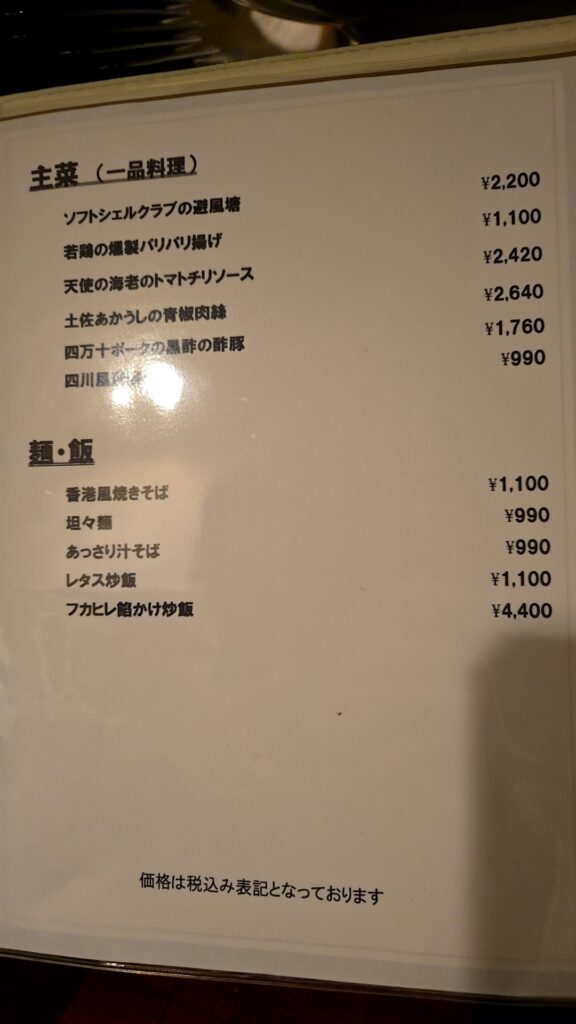 主菜 (一品料理)
ソフトシェルクラブの避風塘 ¥2,200
若鶏の燻製パリパリ揚げ ¥1,100
天使の海老のトマトチリソース ¥2,420
土佐あかうしの青椒肉絲 ¥2,640
四万十ポークの黒酢の酢豚 ¥1,760
四川風 ¥990
麺・飯
香港風焼きそば ¥1,100
坦々麺 ¥990
あっさり汁そば ¥990
レタス炒飯 ¥1,100
フカヒレ餡かけ炒飯 ¥4,400
価格は税込み表記となっております